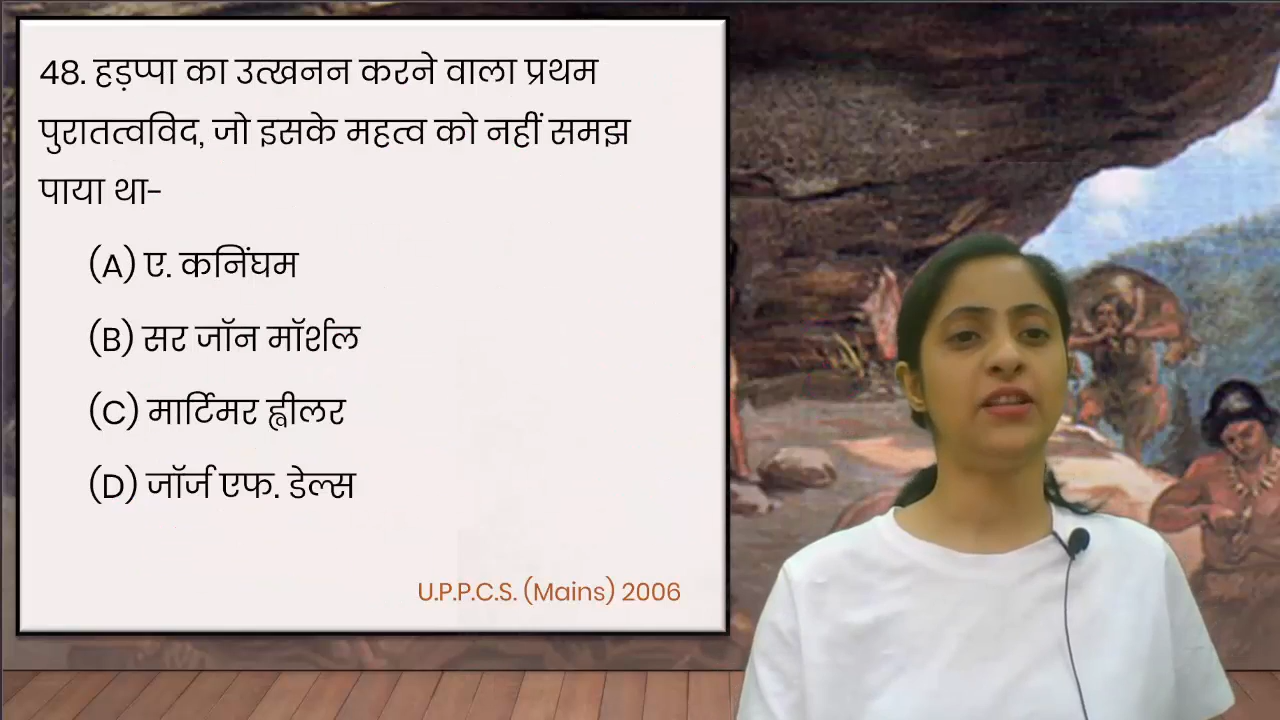 48. हड़प्पा का उत्खनन करने वाला प्रथम
पुरातत्वविद, जो इसके महत्व को नहीं समझ
पाया था-
(A) ए. कनिंघम
(B) सर जॉन मॉर्शल
(C) मार्टिमर ह्वीलर
(D) जॉर्ज एफ. डेल्स
U.P.P.C.S. (Mains) 2006